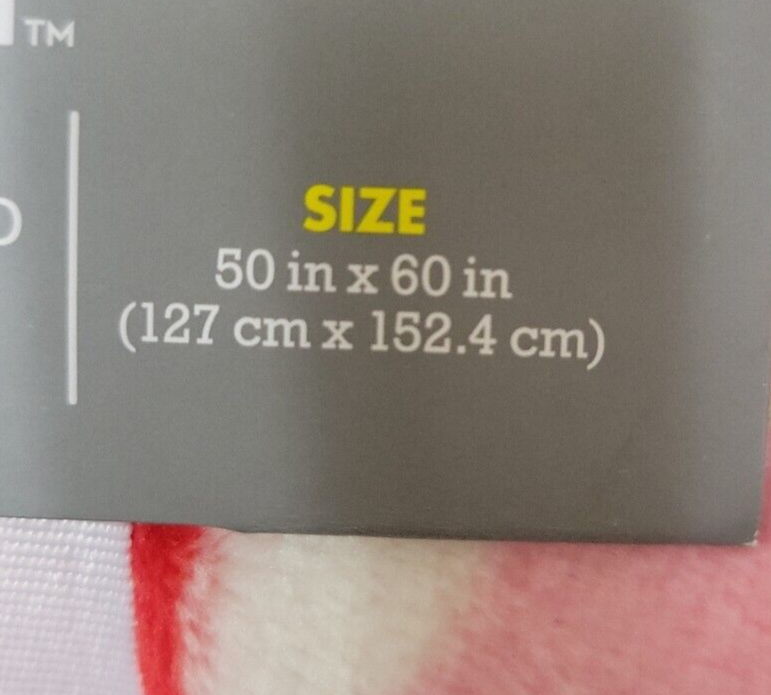 TM
SIZE
50 in x 60 in
(127 cm x 152.4 cm)